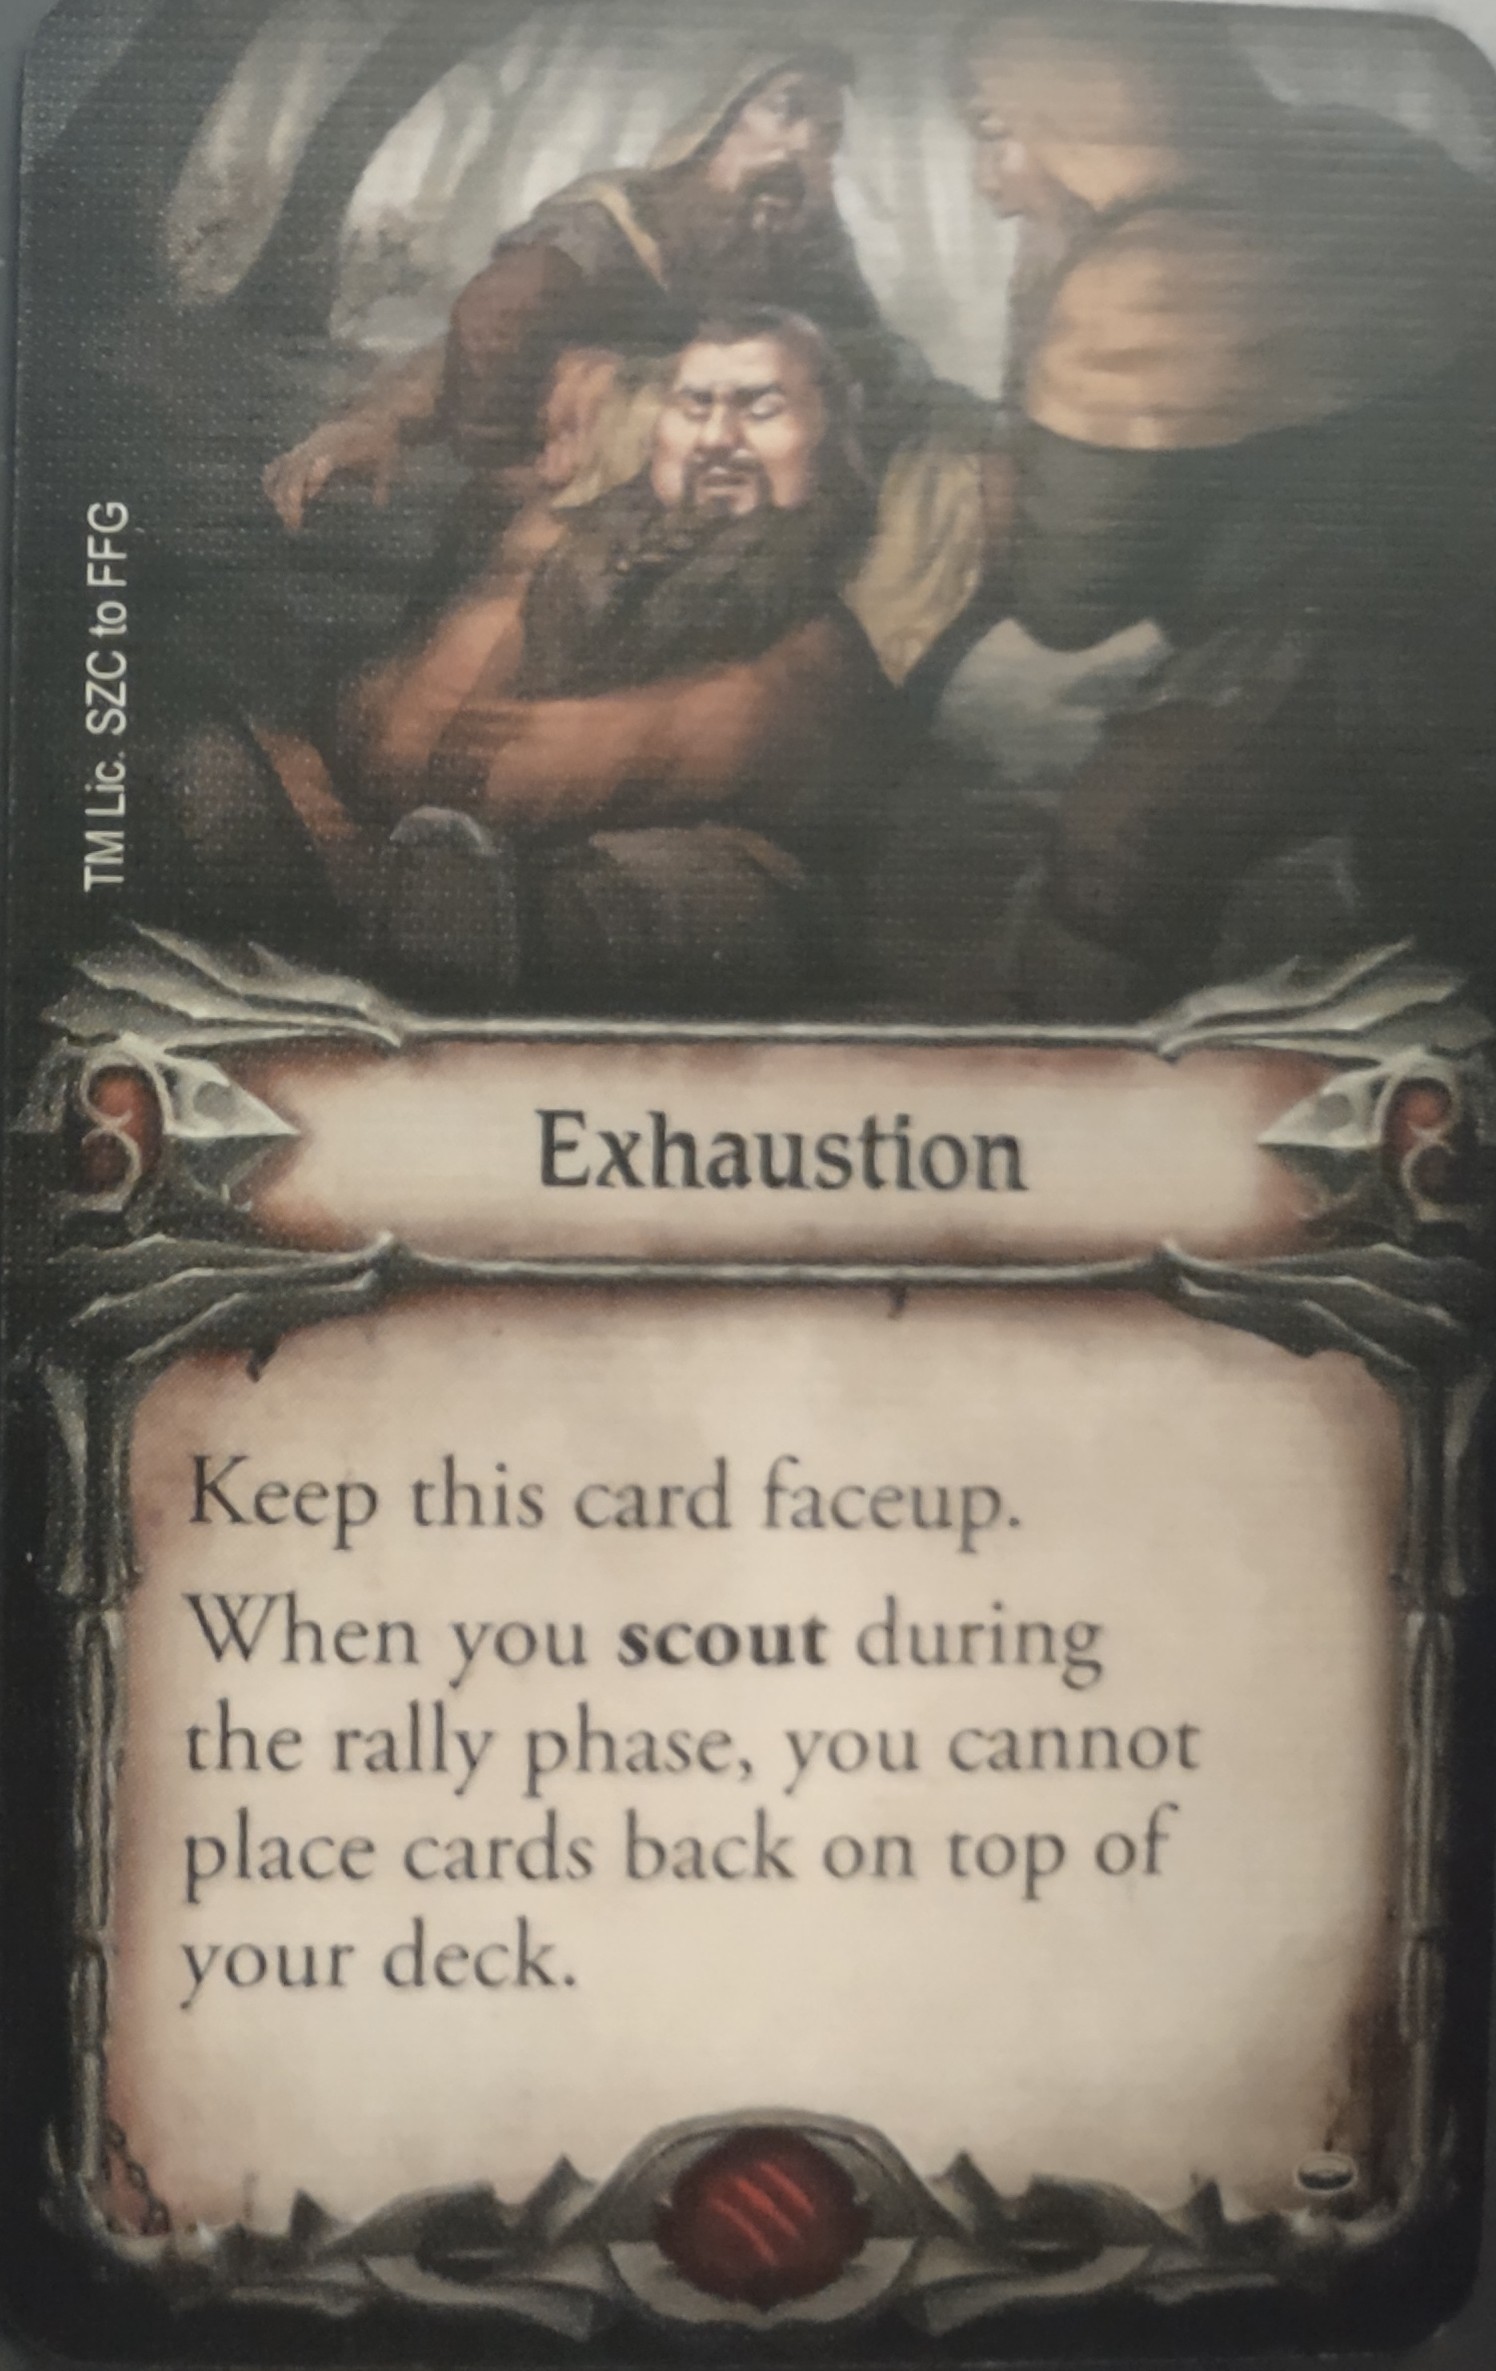 TM Lic. SZC to FFG
Exhaustion
Keep this card faceup.
When you scout during
the rally phase, you cannot
place cards back on top of
your deck.